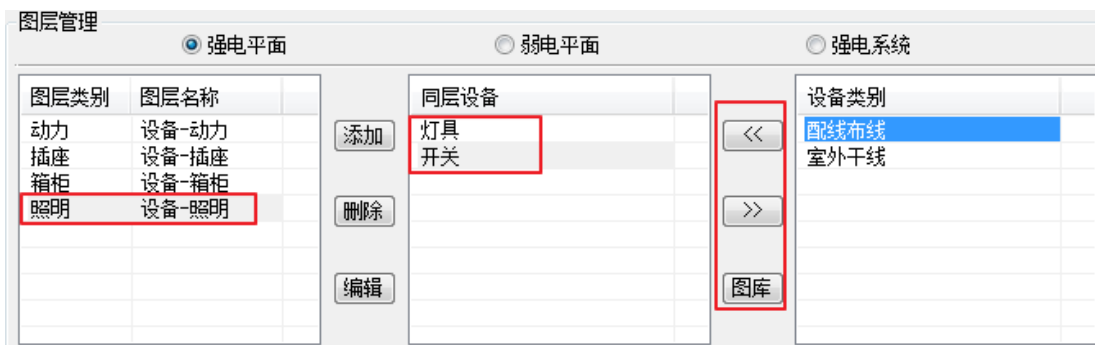 图层管理
强电平面 弱电平面 强电系统
图层类别 图层名称 同层设备 设备类别
动力 设备-动力 添加 灯具 << 配线布线
插座 设备-插座 开关 室外干线
箱柜 设备-箱柜
照明 设备-照明 删除 >>
编辑 图库